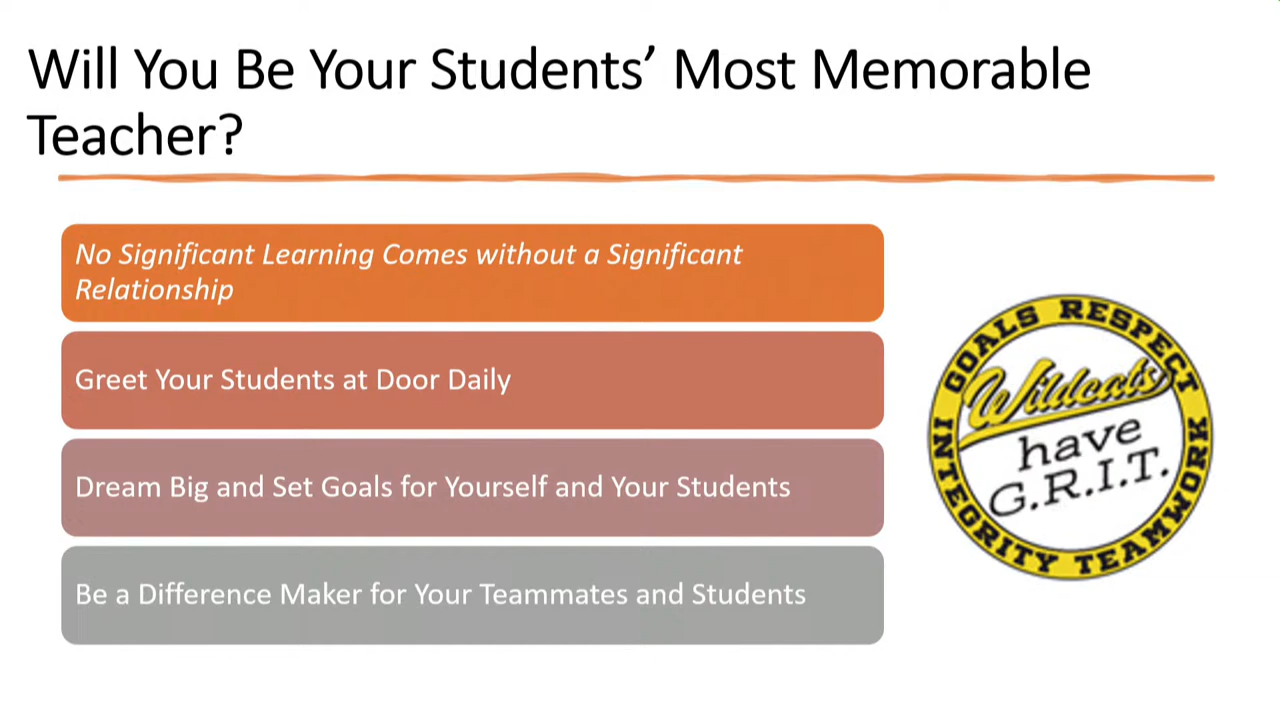 Will You Be Your Students’ Most Memorable
Teacher?
No Significant Learning Comes without a Significant
Relationship
Greet Your Students at Door Daily
Dream Big and Set Goals for Yourself and Your Students
Be a Difference Maker for Your Teammates and Students
GOALS RESPECT
INTEGRITY TEAMWORK
Wildcats
have
G.R.I.T.